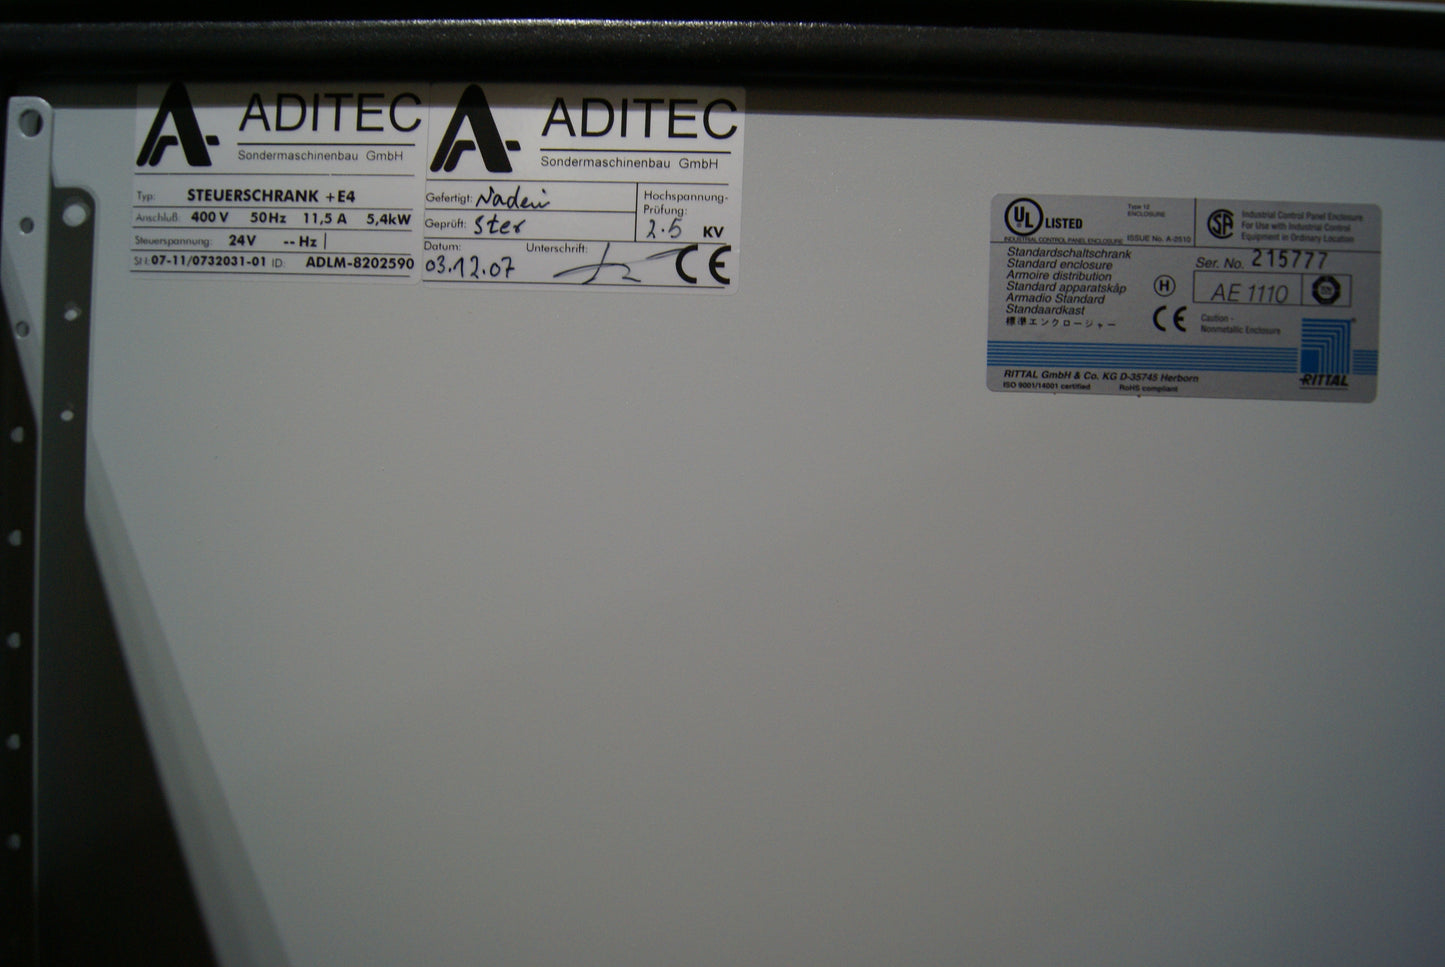 ADITEC
Sondermaschinenbau GmbH
Typ: STEUERSCHRANK +E4
Anschluß: 400 V 50Hz 11,5 A 5,4kW
Steuerspannung: 24V --Hz
SN: 07-11/0732031-01 ID: ADLM-8202590
ADITEC
Sondermaschinenbau GmbH
Gefertigt:
Geprüft: Ster
Hochspannung-
Prüfung:
2.5 KV
Datum: Unterschrift:
03.12.07
CE
UL LISTED
Type 12
ENCLOSURE
INDUSTRIAL CONTROL PANEL ENCLOSURE ISSUE No. A-2510
SA
Industrial Control Panel Enclosure
For Use with Industrial Control
Equipment in Ordinary Location
Standardschaltschrank
Standard enclosure
Armoire distribution
Standard apparatskåp
Armadio Standard
Standaardkast
標準エンクロージャー
H
CE
Ser. No. 215777
AE 1110
Caution -
Nonmetallic Enclosure
RITTAL
RITTAL GmbH & Co. KG D-35745 Herborn
ISO 9001/14001 certified RoHS compliant